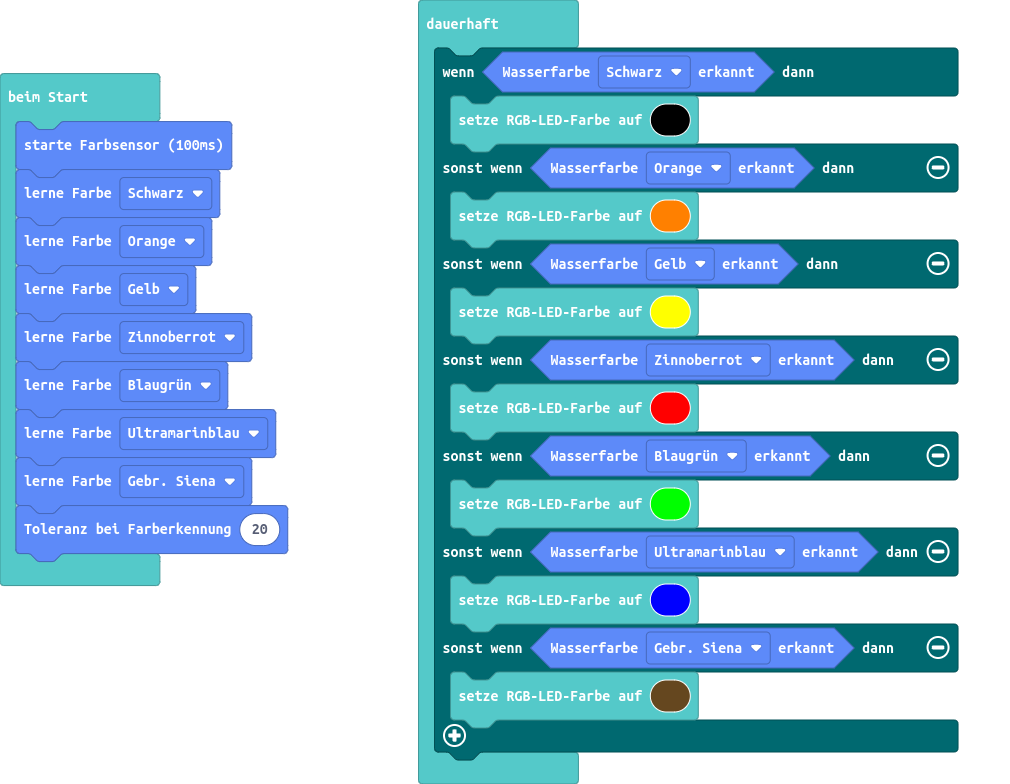 beim Start
starte Farbsensor (100ms)
lerne Farbe Schwarz
lerne Farbe Orange
lerne Farbe Gelb
lerne Farbe Zinnoberrot
lerne Farbe Blaugrün
lerne Farbe Ultramarinblau
lerne Farbe Gebr. Siena
Toleranz bei Farberkennung 20
dauerhaft
wenn Wasserfarbe Schwarz erkannt dann
setze RGB-LED-Farbe auf
sonst wenn Wasserfarbe Orange erkannt dann
setze RGB-LED-Farbe auf
sonst wenn Wasserfarbe Gelb erkannt dann
setze RGB-LED-Farbe auf
sonst wenn Wasserfarbe Zinnoberrot erkannt dann
setze RGB-LED-Farbe auf
sonst wenn Wasserfarbe Blaugrün erkannt dann
setze RGB-LED-Farbe auf
sonst wenn Wasserfarbe Ultramarinblau erkannt dann
setze RGB-LED-Farbe auf
sonst wenn Wasserfarbe Gebr. Siena erkannt dann
setze RGB-LED-Farbe auf